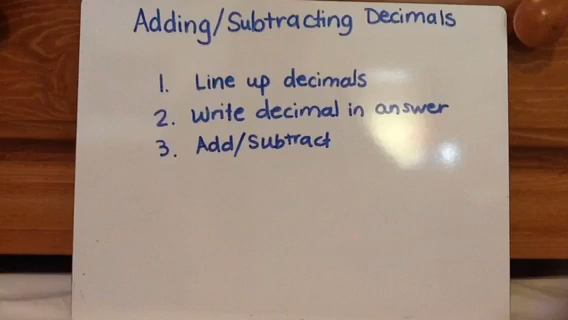 Adding/Subtracting Decimals
1. Line up decimals
2. Write decimal in answer
3. Add/Subtract